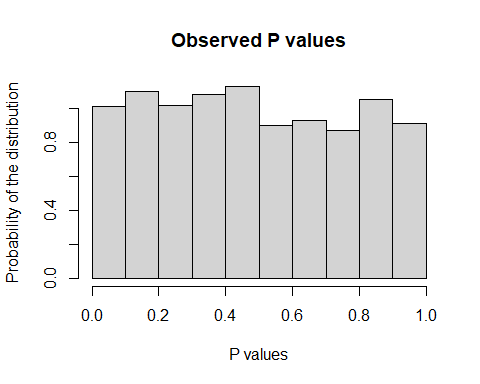 Observed P values
Probability of the distribution
0.8
0.4
0.0
0.0 0.2 0.4 0.6 0.8 1.0
P values